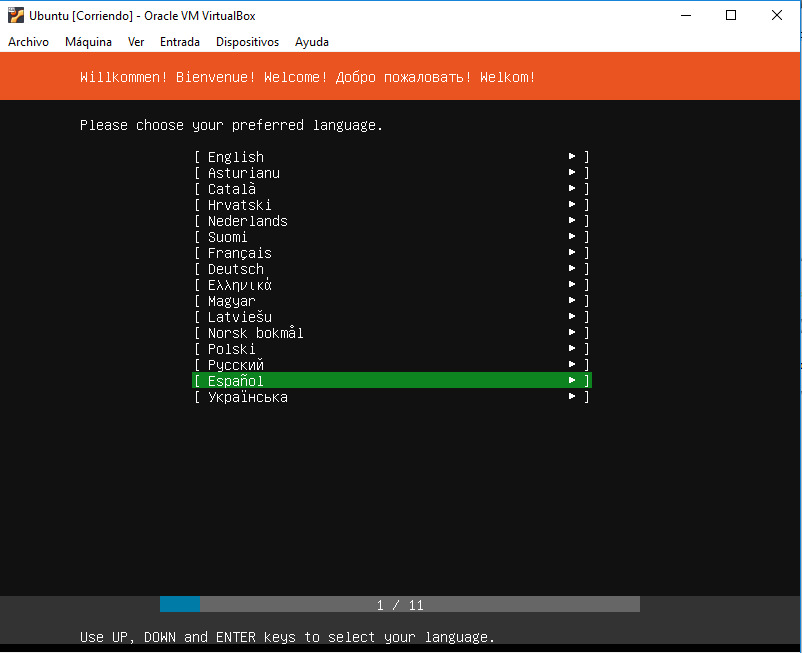 Ubuntu [Corriendo] - Oracle VM VirtualBox
Archivo Máquina Ver Entrada Dispositivos Ayuda
Willkommen! Bienvenue! Welcome! Добро пожаловать! Welkom!
Please choose your preferred language.
[ English ▸ ]
[ Asturianu ▸ ]
[ Català ▸ ]
[ Hrvatski ▸ ]
[ Nederlands ▸ ]
[ Suomi ▸ ]
[ Français ▸ ]
[ Deutsch ▸ ]
[ Ελληνικά ▸ ]
[ Magyar ▸ ]
[ Latviešu ▸ ]
[ Norsk bokmål ▸ ]
[ Polski ▸ ]
[ Русский ▸ ]
[ Español ▸ ]
[ Українська ▸ ]
1 / 11
Use UP, DOWN and ENTER keys to select your language.